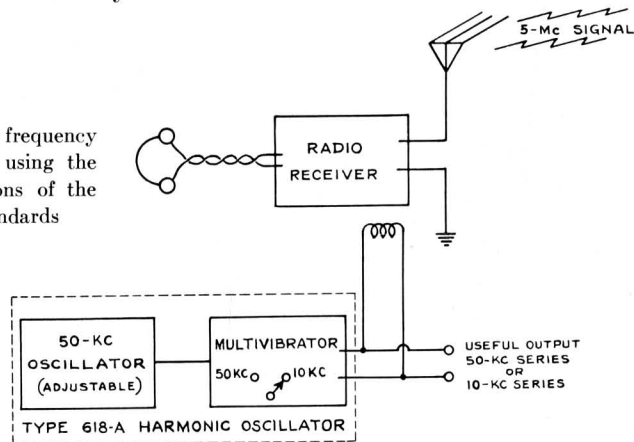 5-Mc SIGNAL
frequency
using the
ons of the
ndards
RADIO
RECEIVER
50-KC
OSCILLATOR
(ADJUSTABLE)
MULTIVIBRATOR
50KC
10KC
USEFUL OUTPUT
50-KC SERIES
OR
10-KC SERIES
TYPE 618-A HARMONIC OSCILLATOR